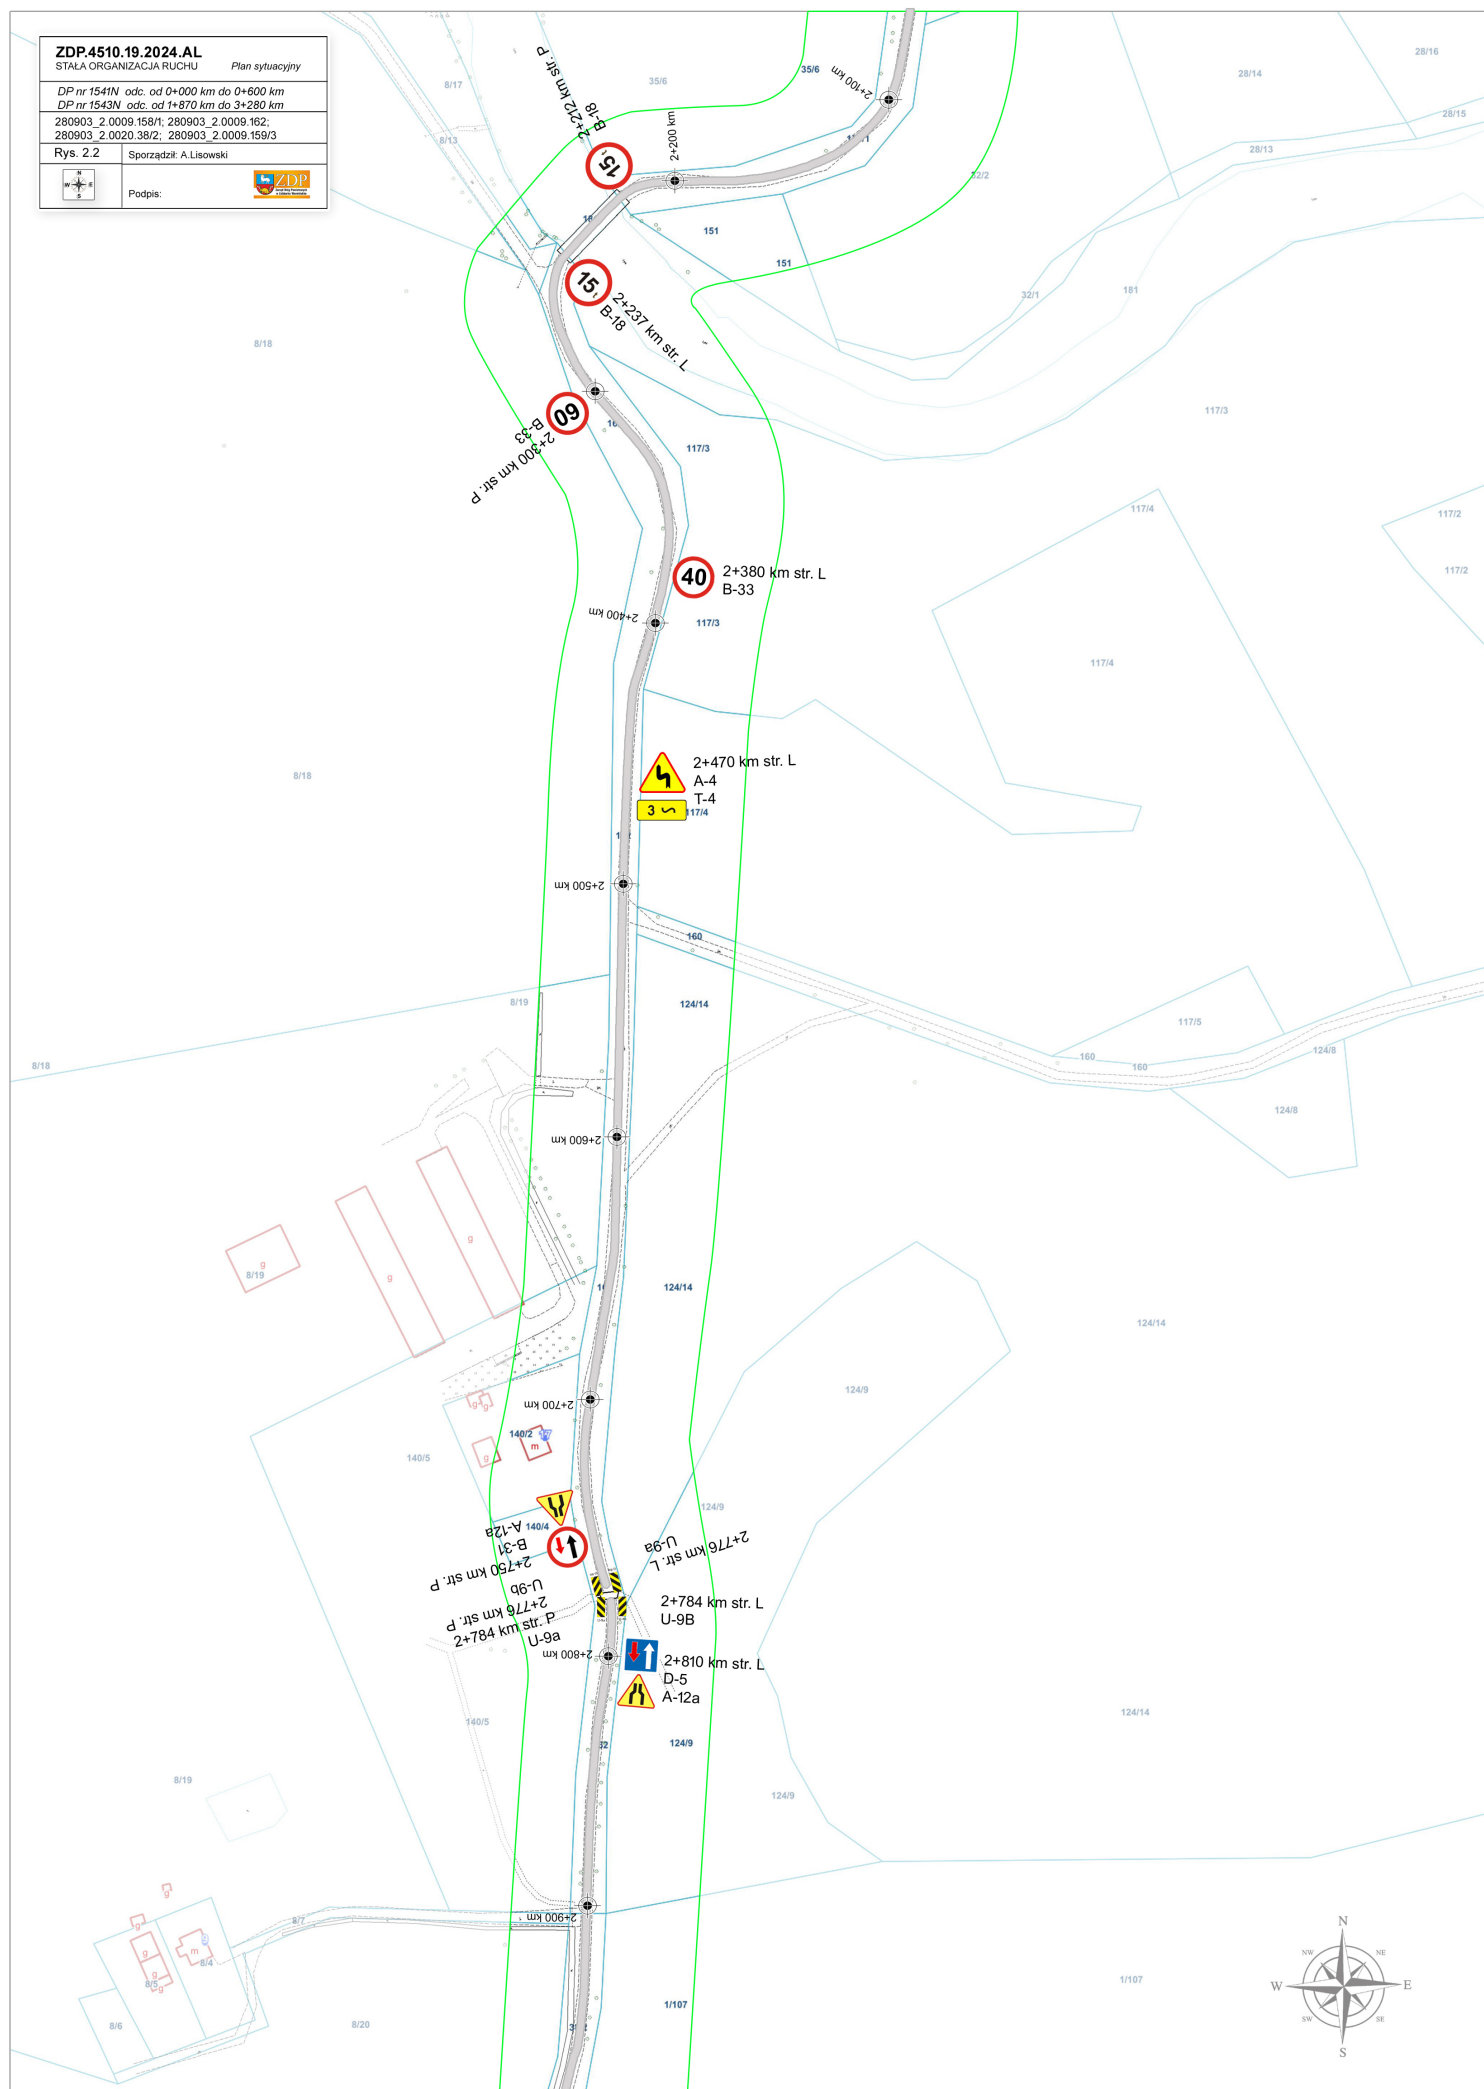 ZDP.4510.19.2024.AL
STAŁA ORGANIZACJA RUCHU Plan sytuacyjny
DP nr 1541N odc. od 0+000 km do 0+600 km
DP nr 1543N odc. od 1+870 km do 3+280 km
280903_2.0009.158/1; 280903_2.0009.162;
280903_2.0020.38/2; 280903_2.0009.159/3
Rys. 2.2 Sporządził: A.Lisowski
N
W E
S
Podpis:
ZDP
28/16
28/14
28/15
28/13
8/17
8/13
35/6
35/6
2+100 km
2+200 km
2+212 km str. P
B-18
15t
32/2
151
151
32/1
181
15t
2+237 km str. L
B-18
8/18
60
B-33
2+300 km str. P
117/3
117/3
117/4
117/2
117/2
40
2+380 km str. L
B-33
2+400 km
117/3
117/4
8/18
2+470 km str. L
A-4
T-4
3
117/4
2+500 km
160
8/19
124/14
117/5
160
160
124/8
124/8
8/18
2+600 km
g
g
g
8/19
124/14
124/14
124/9
2+700 km
g
g
g
m
140/2
17
140/5
124/9
140/4
A-12a
B-31
2+750 km str. P
U-9b
2+776 km str. P
2+784 km str. P
U-9a
U-9a
2+776 km str. L
2+784 km str. L
U-9B
2+800 km
2+810 km str. L
D-5
A-12a
140/5
124/14
124/9
8/19
124/9
2+900 km
g
g
g
g
g
m
8/7
8/4
8/5
8/6
8/20
1/107
1/107
N
NW NE
W E
SW SE
S